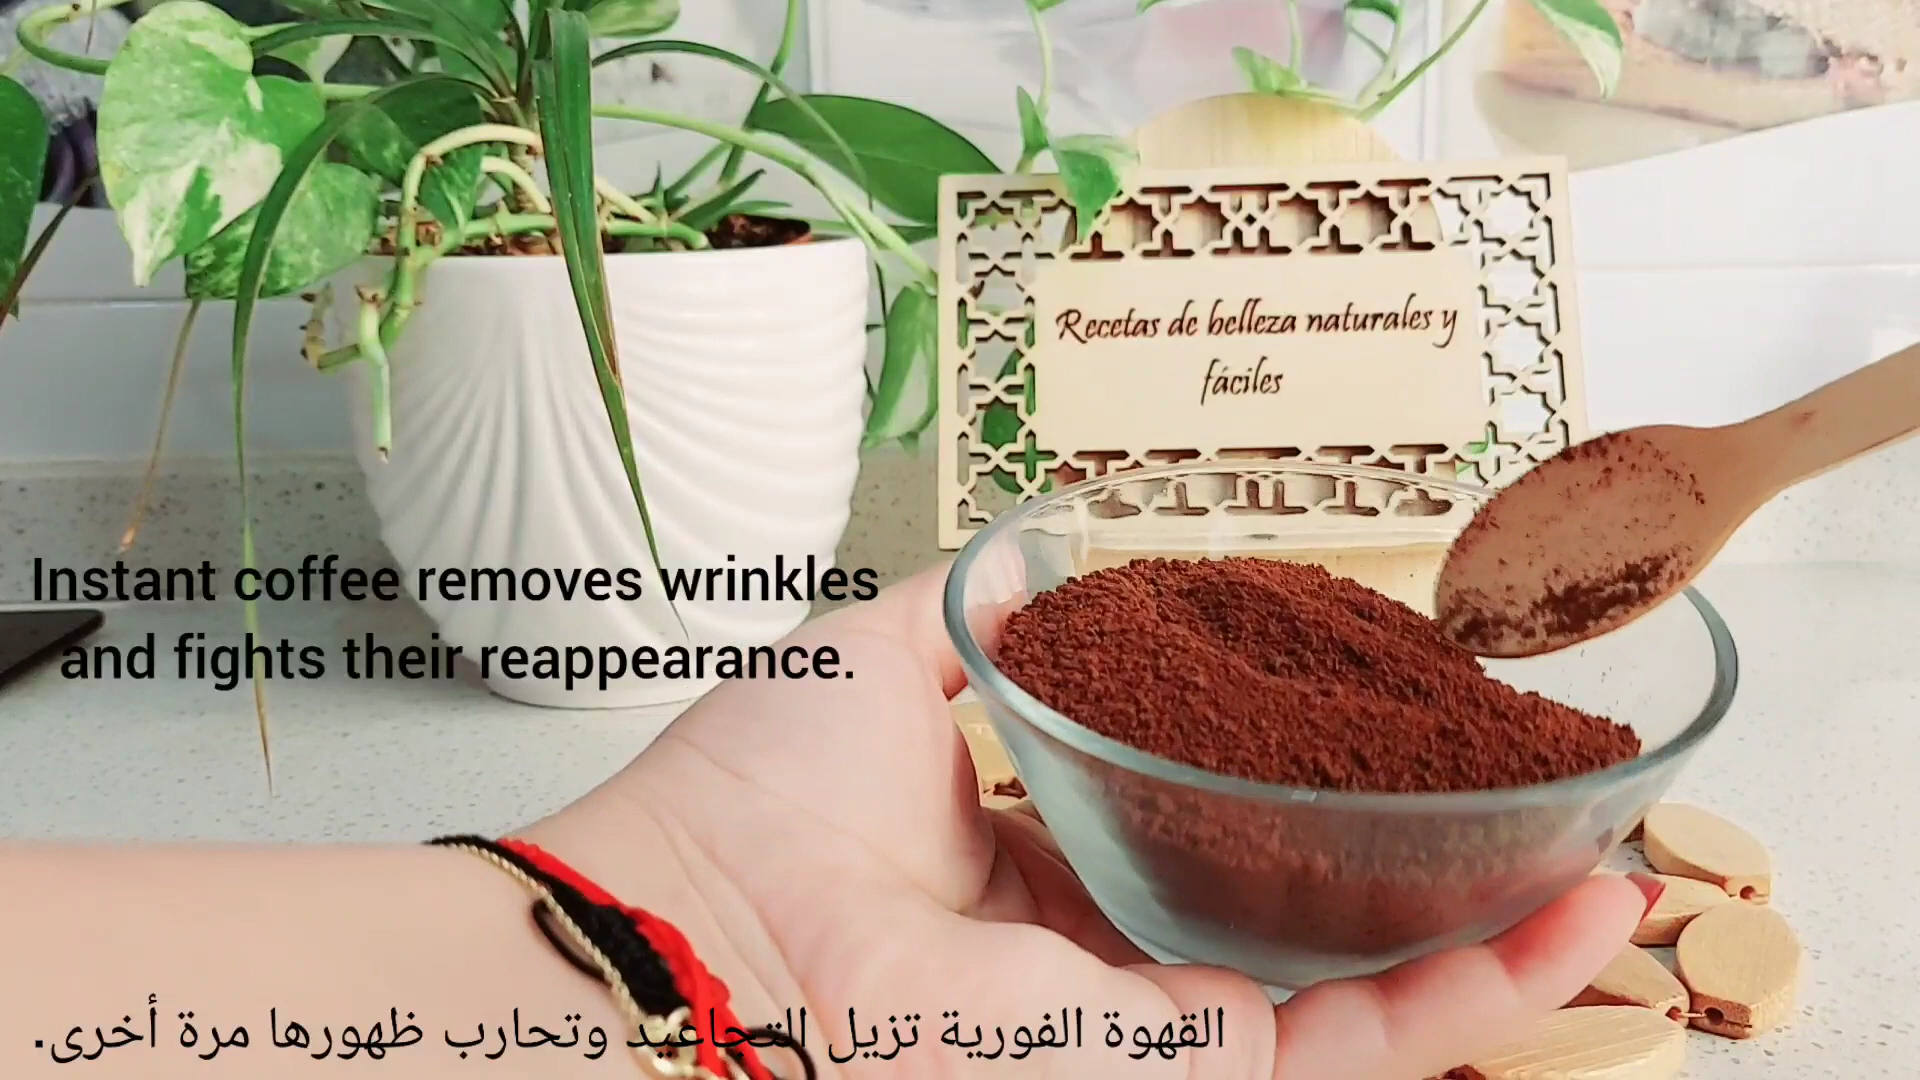 Recetas de belleza naturales y
fáciles
Instant coffee removes wrinkles
and fights their reappearance.
القهوة الفورية تزيل التجاعيد وتحارب ظهورها مرة أخرى.